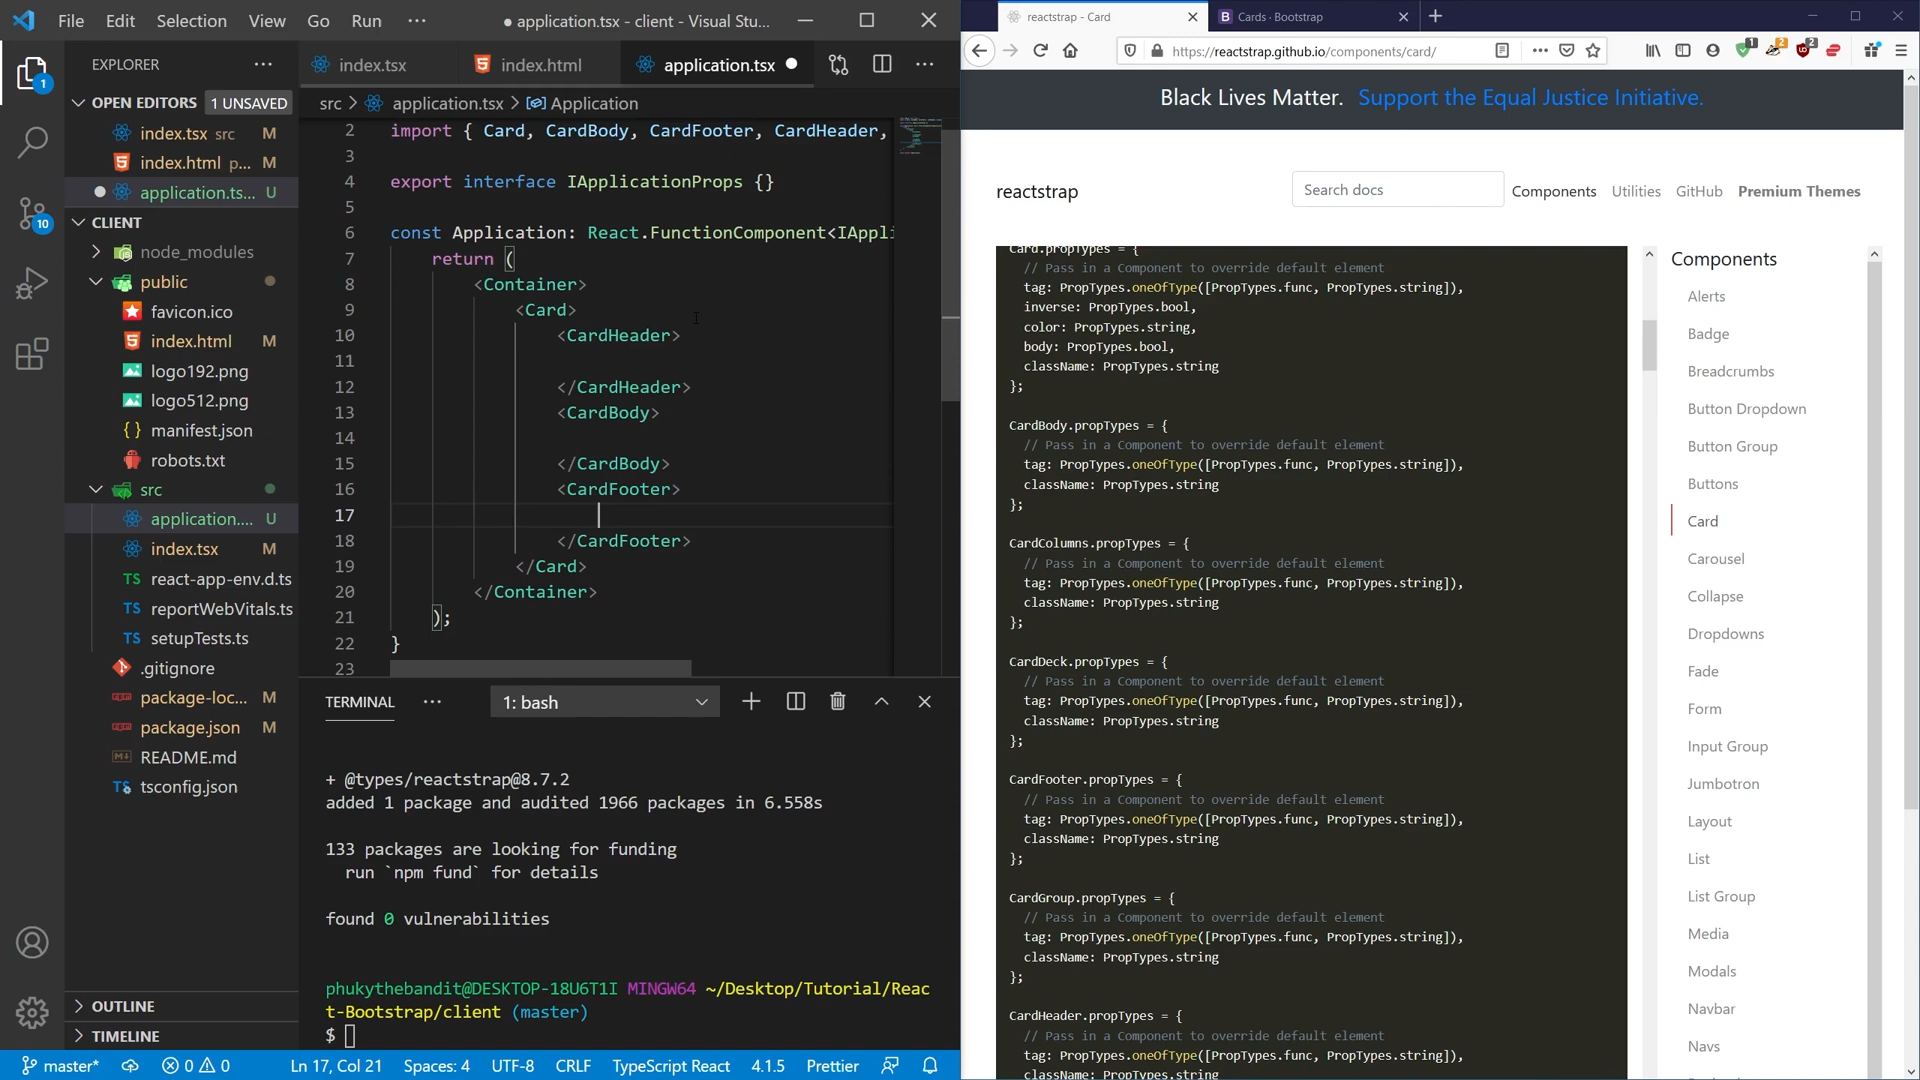 File Edit Selection View Go Run ··· ● application.tsx - client - Visual Stu...
EXPLORER ···
OPEN EDITORS 1 UNSAVED
index.tsx src M
index.html p... M
application.ts... U
CLIENT
node_modules
public
favicon.ico
index.html M
logo192.png
logo512.png
manifest.json
robots.txt
src
application.... U
index.tsx M
TS react-app-env.d.ts
TS reportWebVitals.ts
TS setupTests.ts
.gitignore
package-loc... M
package.json M
README.md
tsconfig.json
OUTLINE
TIMELINE
1
10
index.tsx index.html application.tsx ● ···
src > application.tsx > Application
2 import { Card, CardBody, CardFooter, CardHeader,
3
4 export interface IApplicationProps {}
5
6 const Application: React.FunctionComponent<IAppli
7 return (
8 <Container>
9 <Card>
10 <CardHeader>
11
12 </CardHeader>
13 <CardBody>
14
15 </CardBody>
16 <CardFooter>
17
18 </CardFooter>
19 </Card>
20 </Container>
21 );
22 }
23
TERMINAL ··· 1: bash
+ @types/reactstrap@8.7.2
added 1 package and audited 1966 packages in 6.558s
133 packages are looking for funding
run `npm fund` for details
found 0 vulnerabilities
phukythebandit@DESKTOP-18U6T1I MINGW64 ~/Desktop/Tutorial/Reac
t-Bootstrap/client (master)
$
master* 0 0 Ln 17, Col 21 Spaces: 4 UTF-8 CRLF TypeScript React 4.1.5 Prettier
reactstrap - Card
B Cards · Bootstrap
https://reactstrap.github.io/components/card/
1 2 2
Black Lives Matter. Support the Equal Justice Initiative.
reactstrap Search docs Components Utilities GitHub Premium Themes
Card.propTypes = {
// Pass in a Component to override default element
tag: PropTypes.oneOfType([PropTypes.func, PropTypes.string]),
inverse: PropTypes.bool,
color: PropTypes.string,
body: PropTypes.bool,
className: PropTypes.string
};
CardBody.propTypes = {
// Pass in a Component to override default element
tag: PropTypes.oneOfType([PropTypes.func, PropTypes.string]),
className: PropTypes.string
};
CardColumns.propTypes = {
// Pass in a Component to override default element
tag: PropTypes.oneOfType([PropTypes.func, PropTypes.string]),
className: PropTypes.string
};
CardDeck.propTypes = {
// Pass in a Component to override default element
tag: PropTypes.oneOfType([PropTypes.func, PropTypes.string]),
className: PropTypes.string
};
CardFooter.propTypes = {
// Pass in a Component to override default element
tag: PropTypes.oneOfType([PropTypes.func, PropTypes.string]),
className: PropTypes.string
};
CardGroup.propTypes = {
// Pass in a Component to override default element
tag: PropTypes.oneOfType([PropTypes.func, PropTypes.string]),
className: PropTypes.string
};
CardHeader.propTypes = {
// Pass in a Component to override default element
tag: PropTypes.oneOfType([PropTypes.func, PropTypes.string]),
className: PropTypes.string
Components
Alerts
Badge
Breadcrumbs
Button Dropdown
Button Group
Buttons
Card
Carousel
Collapse
Dropdowns
Fade
Form
Input Group
Jumbotron
Layout
List
List Group
Media
Modals
Navbar
Navs